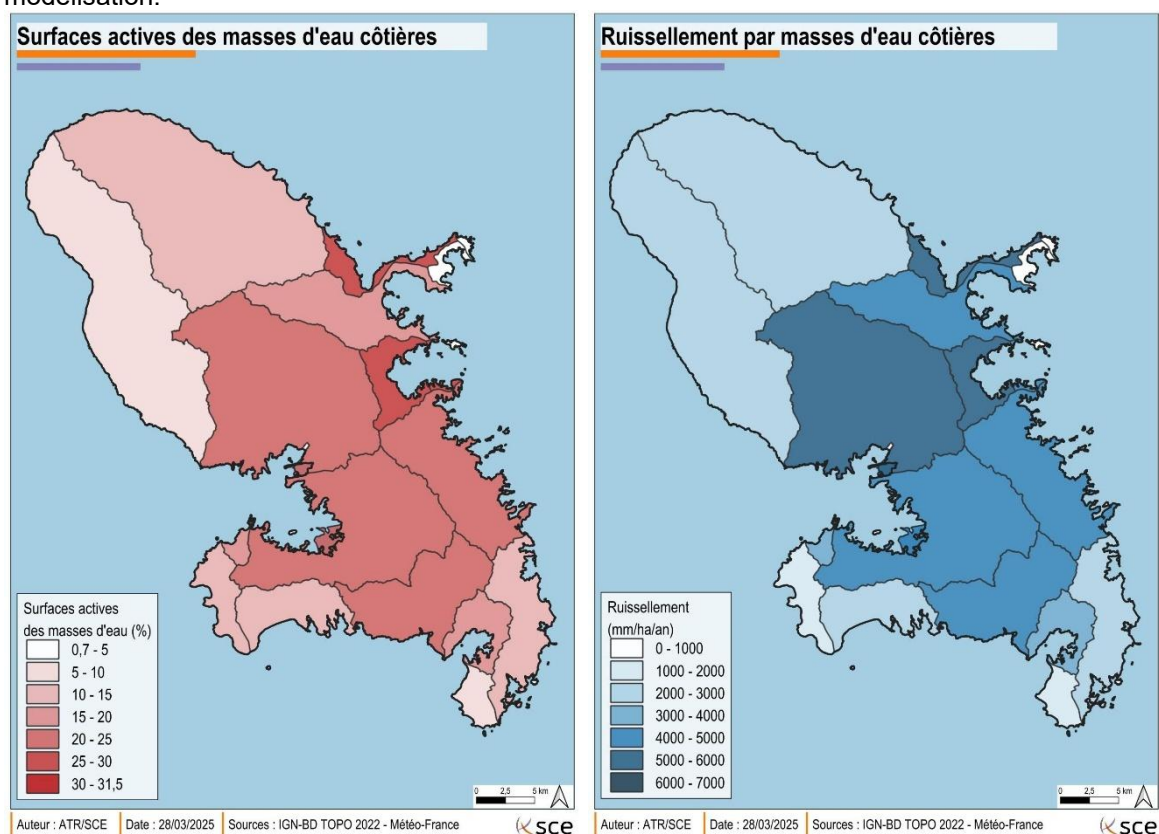 modélisation.
Surfaces actives des masses d'eau côtières
Surfaces actives
des masses d'eau (%)
0,7 - 5
5 - 10
10 - 15
15 - 20
20 - 25
25 - 30
30 - 31,5
0 2,5 5 km
Auteur : ATR/SCE Date : 28/03/2025 Sources : IGN-BD TOPO 2022 - Météo-France sce
Ruissellement par masses d'eau côtières
Ruissellement
(mm/ha/an)
0 - 1000
1000 - 2000
2000 - 3000
3000 - 4000
4000 - 5000
5000 - 6000
6000 - 7000
0 2,5 5 km
Auteur : ATR/SCE Date : 28/03/2025 Sources : IGN-BD TOPO 2022 - Météo-France sce